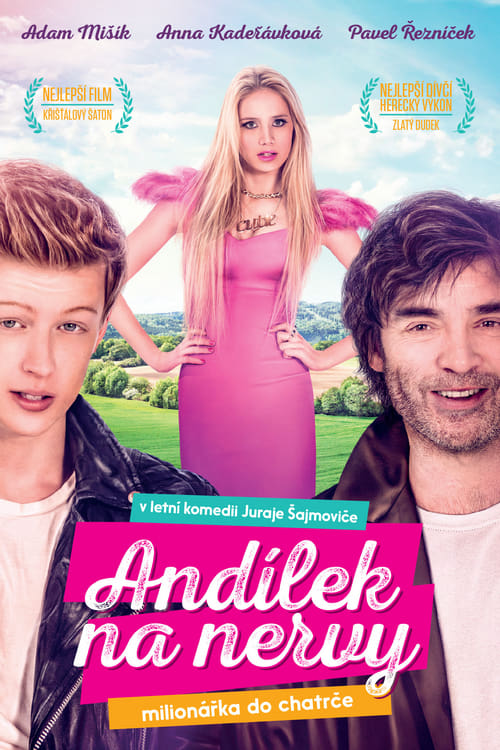 Adam Mišík Anna Kadeřávková Pavel Řezníček
NEJLEPŠÍ FILM
KŘIŠŤÁLOVÝ ŠATON
NEJLEPŠÍ DÍVČÍ
HERECKÝ VÝKON
ZLATÝ DUDEK
cube
v letní komedii Juraje Šajmoviče
Andílek
na nervy
milionářka do chatrče